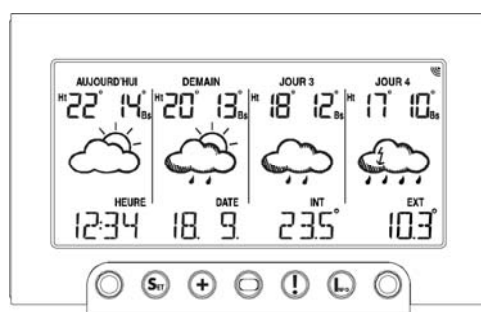 AUJOURD'HUI DEMAIN JOUR 3 JOUR 4
Ht 22° 14° Bs Ht 20° 13° Bs Ht 18° 12° Bs Ht 17° 10° Bs
HEURE DATE INT EXT
12:34 18. 9. 23.5° 10.3°
SET + ! INFO